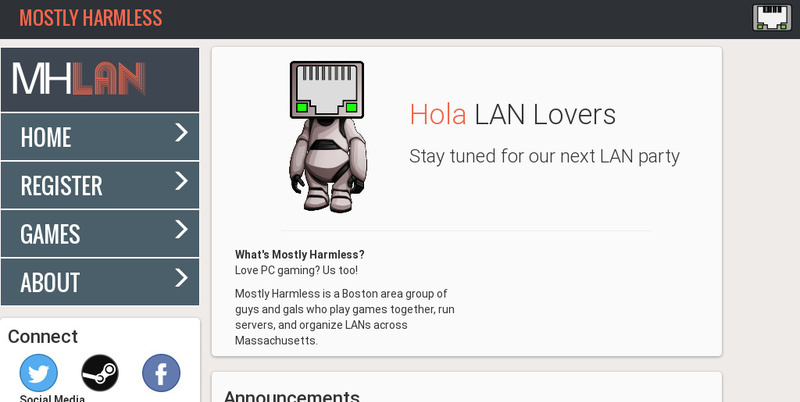 MOSTLY HARMLESS
MHLAN
HOME
REGISTER
GAMES
ABOUT
Connect
Social Media
Hola LAN Lovers
Stay tuned for our next LAN party
What's Mostly Harmless?
Love PC gaming? Us too!
Mostly Harmless is a Boston area group of
guys and gals who play games together, run
servers, and organize LANs across
Massachusetts.
Announcements